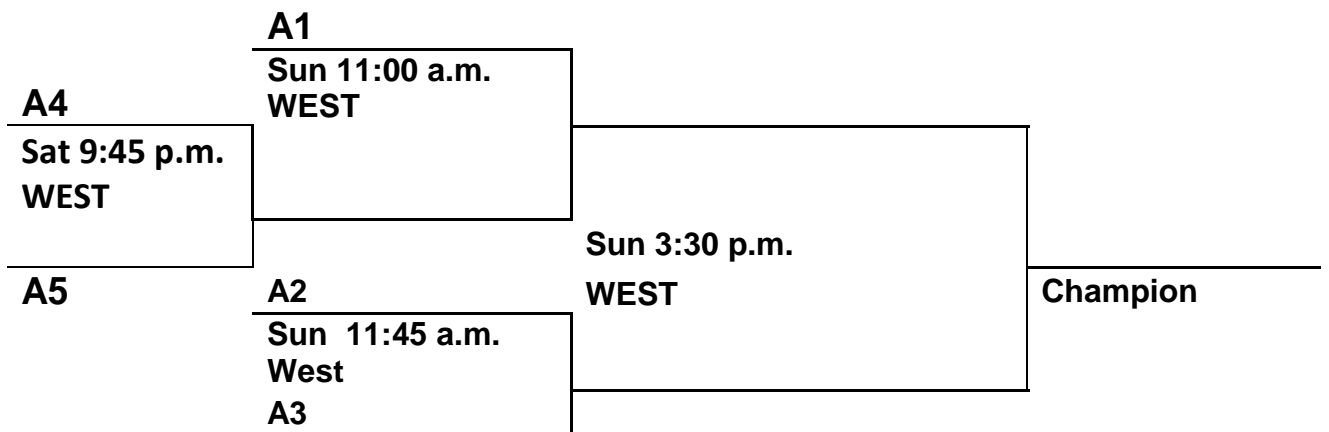 A1
Sun 11:00 a.m.
WEST
A4
Sat 9:45 p.m.
WEST
A5
Sun 3:30 p.m.
WEST
A2
Sun  11:45 a.m.
West
A3
Champion